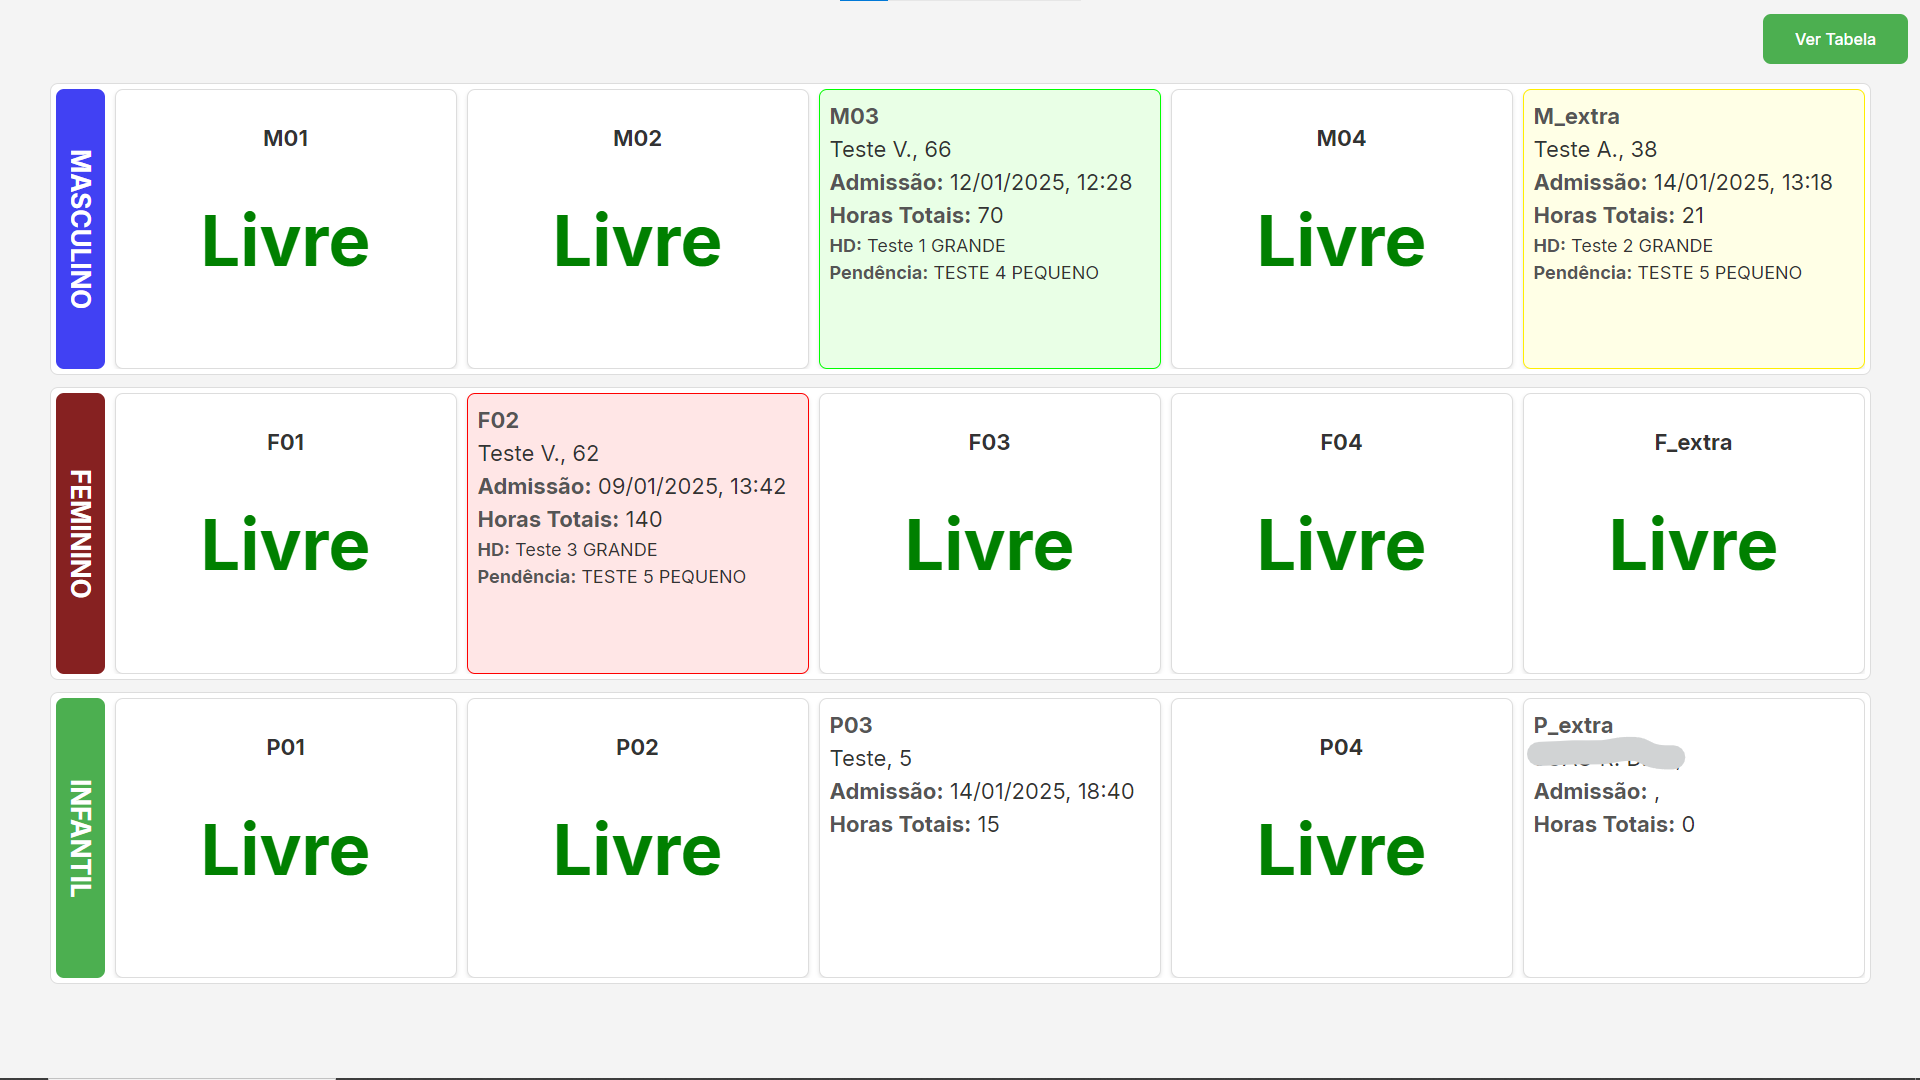 Ver Tabela
MASCULINO
M01
Livre
M02
Livre
M03
Teste V., 66
Admissão: 12/01/2025, 12:28
Horas Totais: 70
HD: Teste 1 GRANDE
Pendência: TESTE 4 PEQUENO
M04
Livre
M_extra
Teste A., 38
Admissão: 14/01/2025, 13:18
Horas Totais: 21
HD: Teste 2 GRANDE
Pendência: TESTE 5 PEQUENO
FEMININO
F01
Livre
F02
Teste V., 62
Admissão: 09/01/2025, 13:42
Horas Totais: 140
HD: Teste 3 GRANDE
Pendência: TESTE 5 PEQUENO
F03
Livre
F04
Livre
F_extra
Livre
INFANTIL
P01
Livre
P02
Livre
P03
Teste, 5
Admissão: 14/01/2025, 18:40
Horas Totais: 15
P04
Livre
P_extra
Admissão: ,
Horas Totais: 0